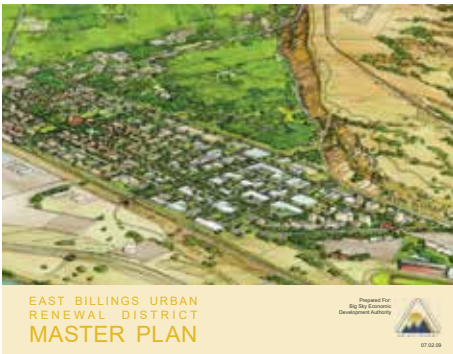 EAST BILLINGS URBAN
RENEWAL DISTRICT
MASTER PLAN
Prepared For:
Big Sky Economic
Development Authority
07.02.09